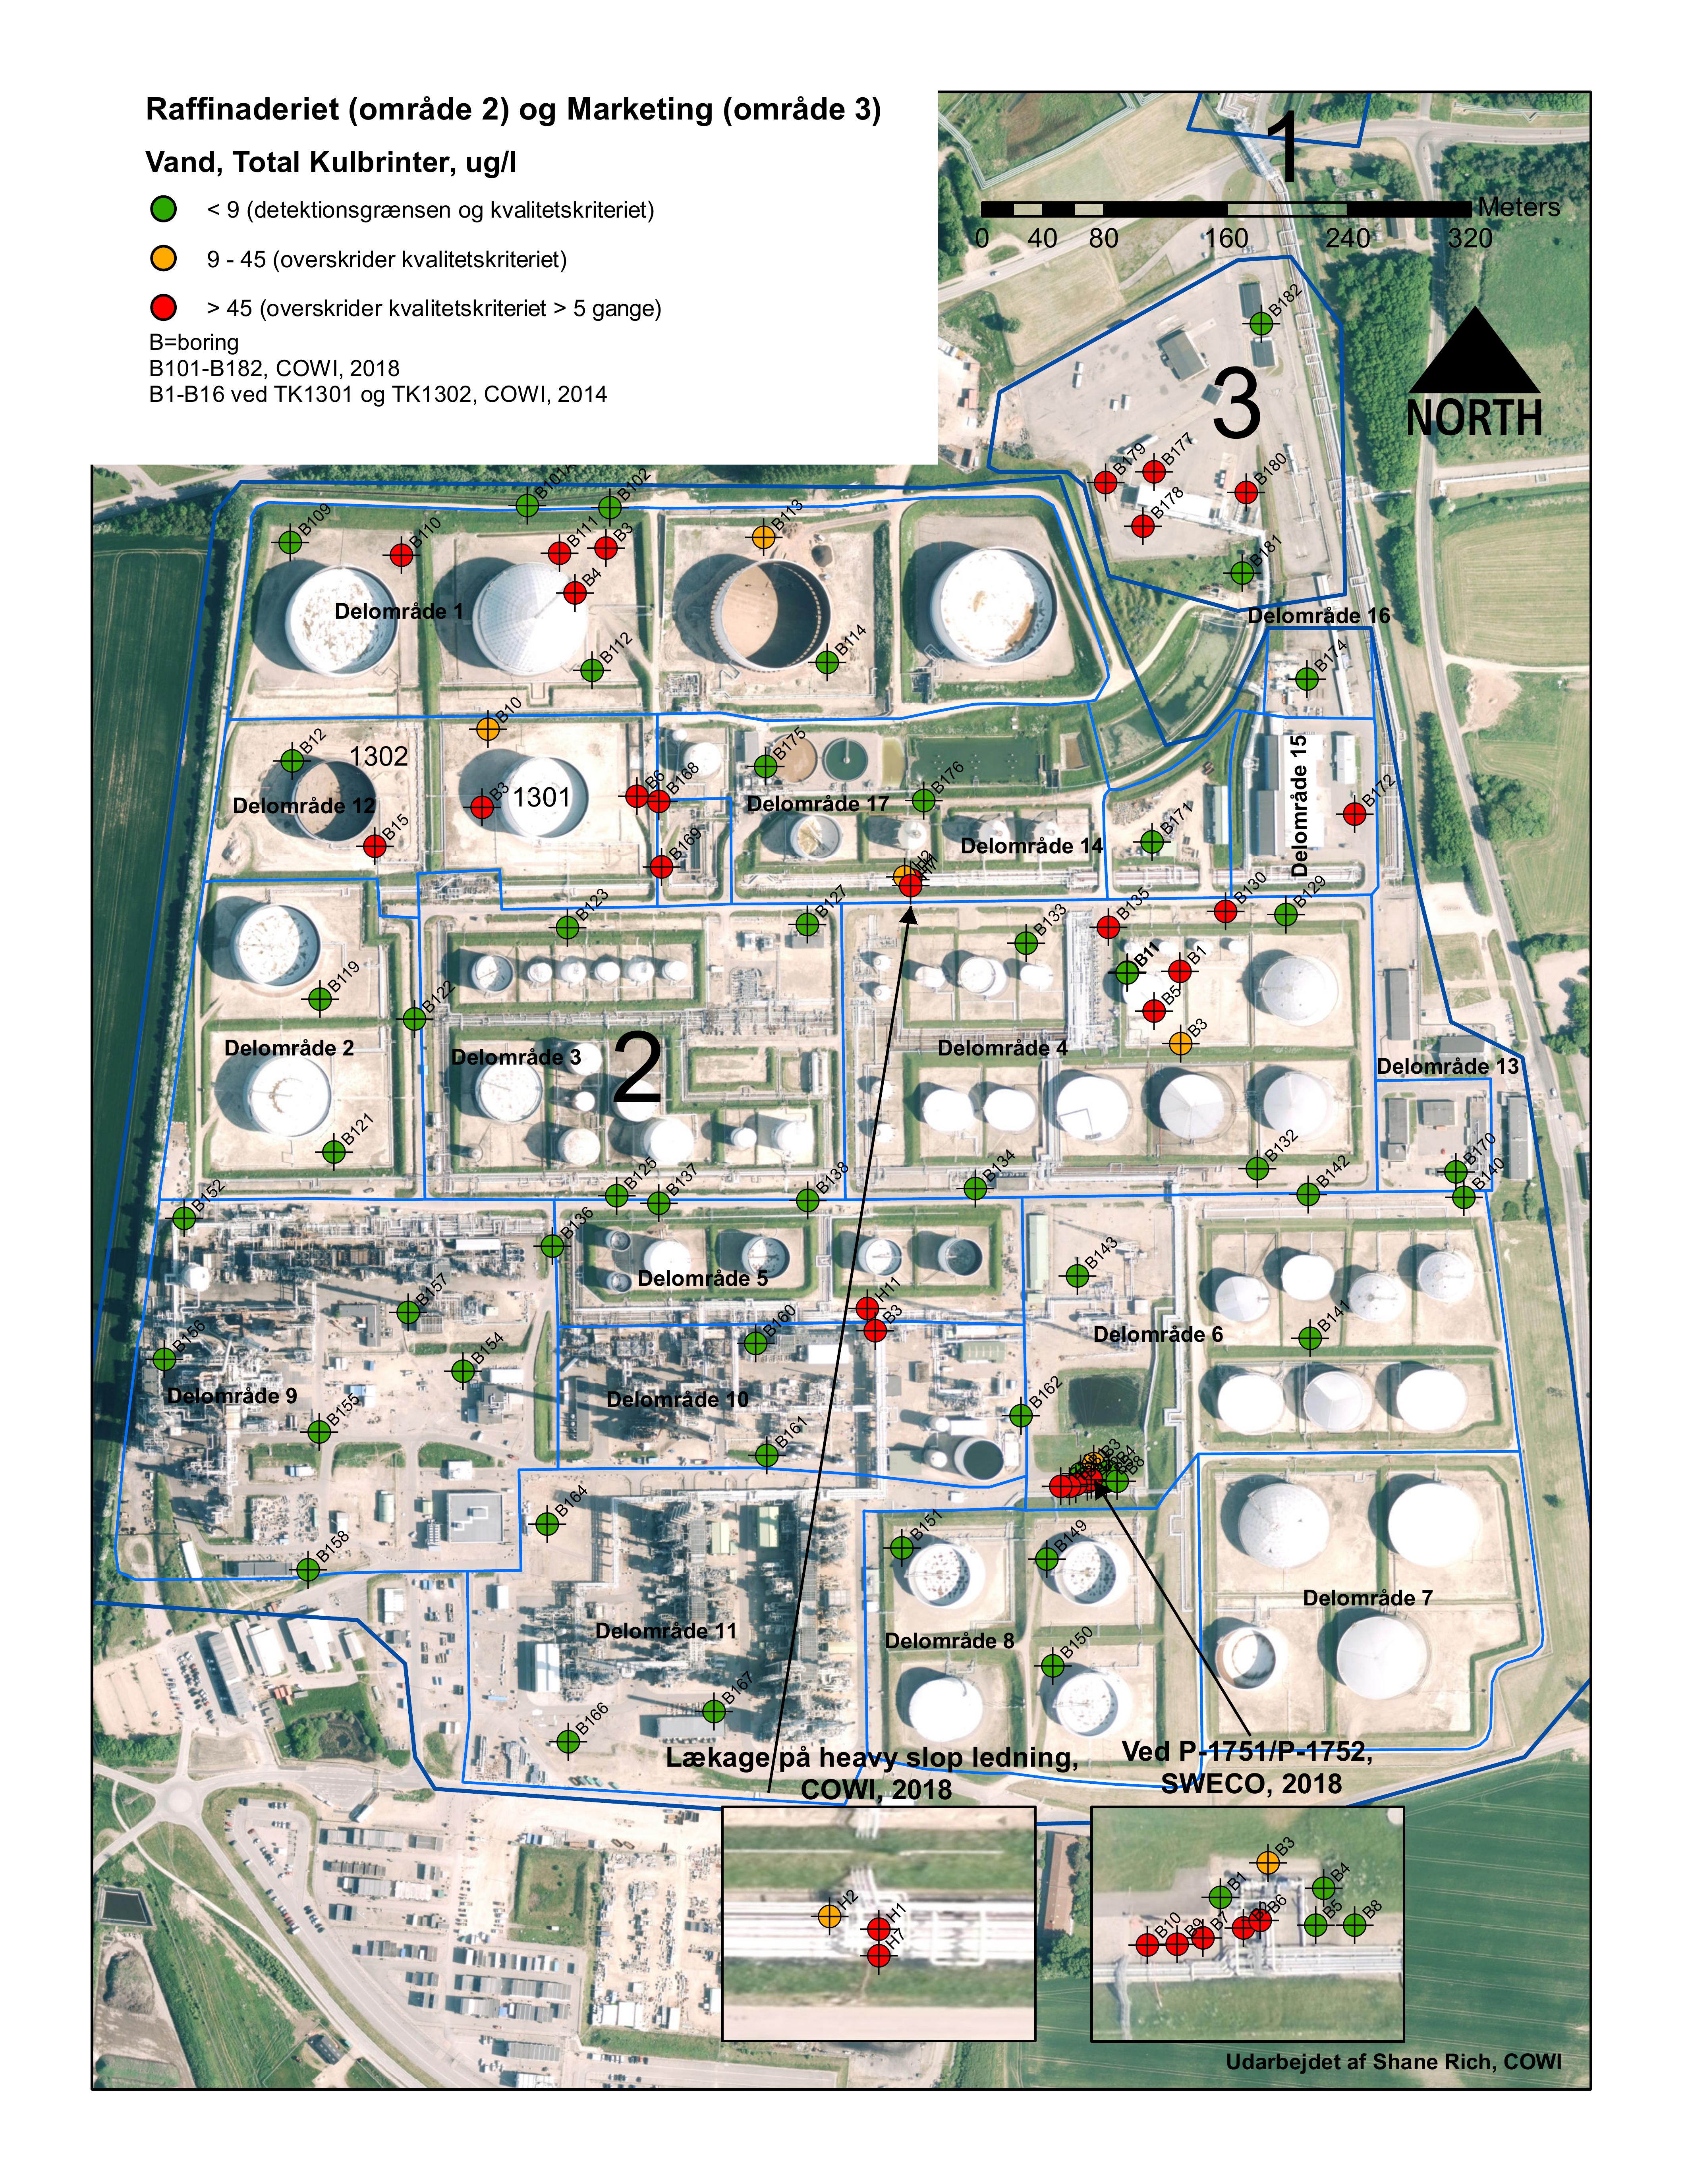 Raffinaderiet (område 2) og Marketing (område 3)
Vand, Total Kulbrinter, ug/l
< 9 (detektionsgrænsen og kvalitetskriteriet)
9 - 45 (overskrider kvalitetskriteriet)
> 45 (overskrider kvalitetskriteriet > 5 gange)
B=boring
B101-B182, COWI, 2018
B1-B16 ved TK1301 og TK1302, COWI, 2014
1
Meters
0 40 80 160 240 320
B182
NORTH
3
B179 B177
B180
B178
B181
Delområde 16
B174
B102
B109 B110 B111 B3 B113
B4
Delområde 1
B112 B114
B10
B12 1302 B175
B3 1301 B6 B168 B176
Delområde 12 Delområde 17
B15 B169 Delområde 14 B171
Delområde 15
B172
H2
B123 B127 B133 B135 B130 B129
B11 B1
B119 B122 B5
B3
Delområde 2 Delområde 3 2 Delområde 4 Delområde 13
B121
B132 B170
B152 B125 B137 B138 B134 B142 B140
B136
B143
Delområde 5
B157 H11
B3
B156 B154 B160 Delområde 6 B141
Delområde 9 Delområde 10
B155 B161 B162
B3
B4
B8
B164
B158 B151 B149
Delområde 7
Delområde 11 Delområde 8
B150
B166 B167
Lækage på heavy slop ledning,
COWI, 2018
Ved P-1751/P-1752,
SWECO, 2018
H2
H1
H7
B3
B1 B4
B10 B9 B7 B6 B5 B8
Udarbejdet af Shane Rich, COWI